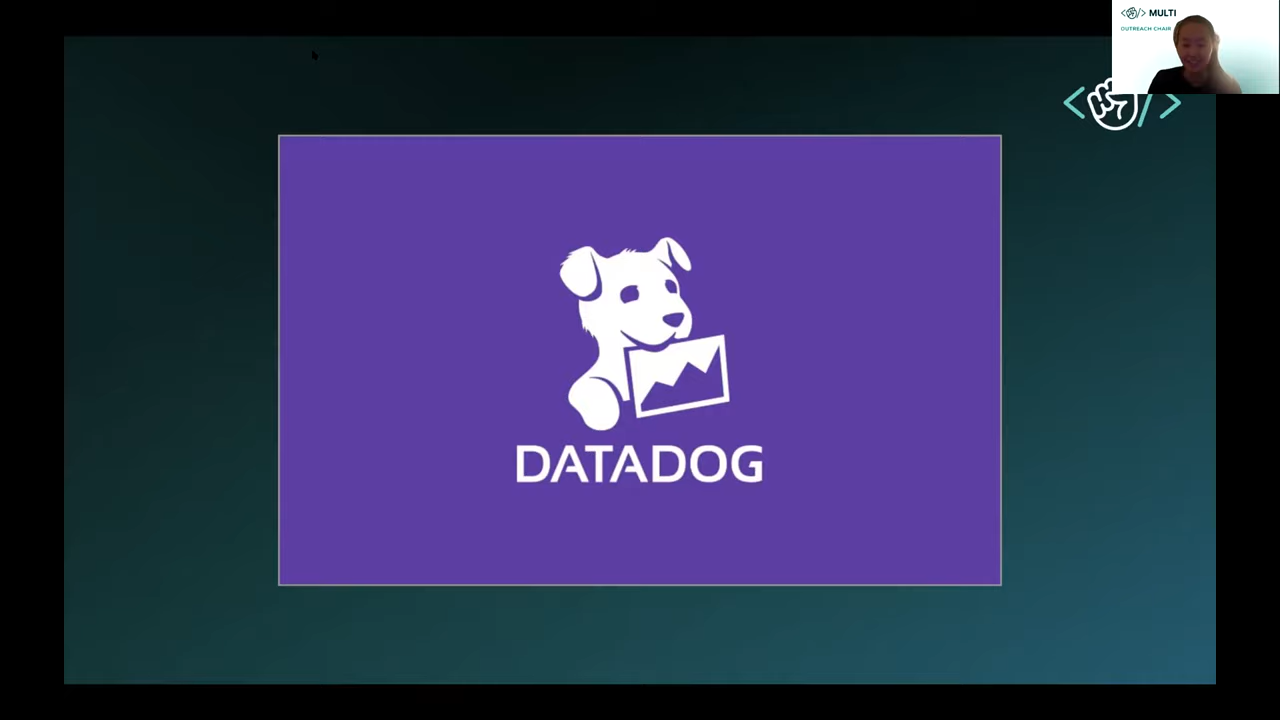 </> MULTI
OUTREACH CHAIR
</>
DATADOG